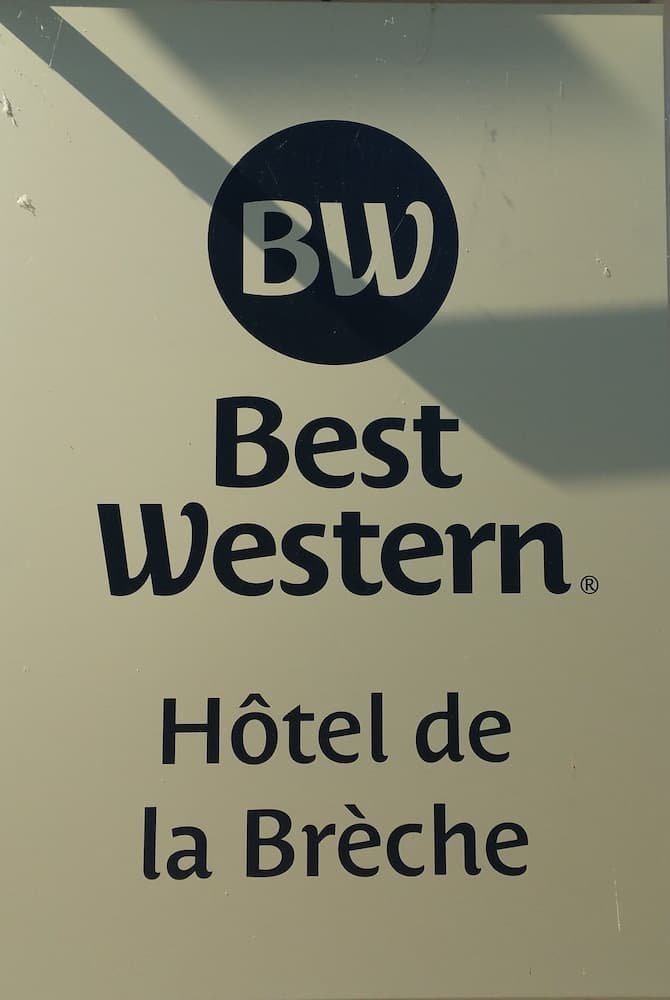 BW
Best
Western®
Hôtel de
la Brèche